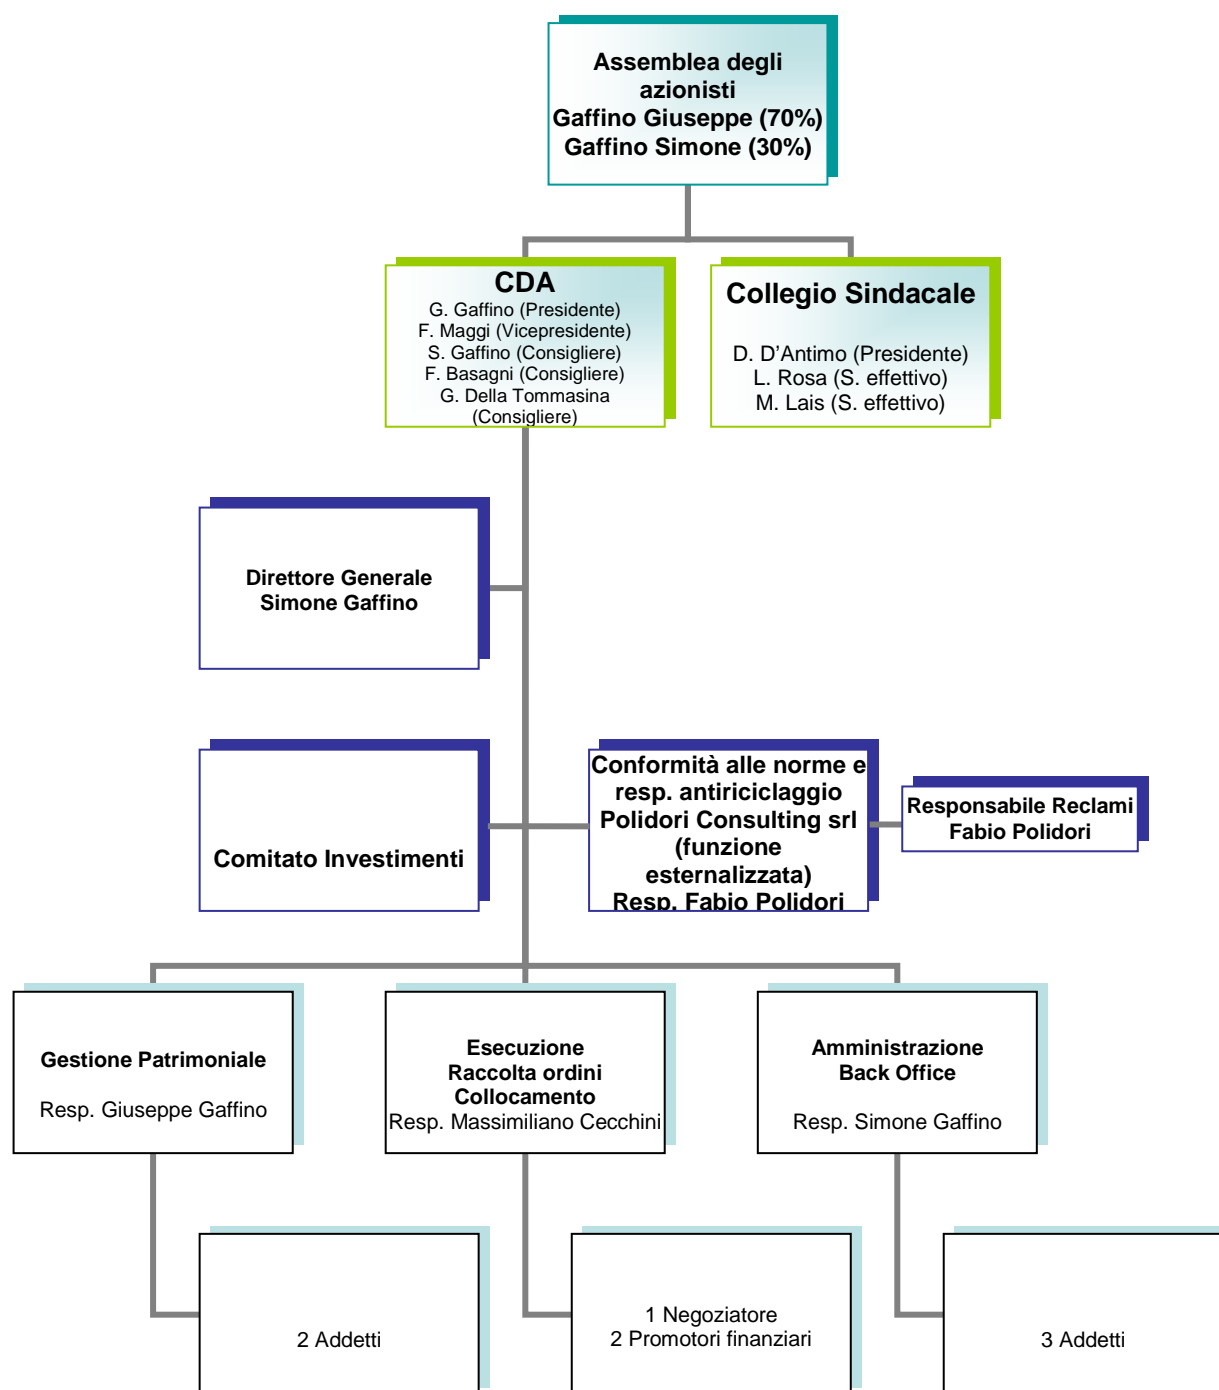 Assemblea degli
azionisti
Gaffino Giuseppe (70%)
Gaffino Simone (30%)
CDA
G. Gaffino (Presidente)
F. Maggi (Vicepresidente)
S. Gaffino (Consigliere)
F. Basagni (Consigliere)
G. Della Tommasina
(Consigliere)
Collegio Sindacale
D. D’Antimo (Presidente)
L. Rosa (S. effettivo)
M. Lais (S. effettivo)
Direttore Generale
Simone Gaffino
Comitato Investimenti
Conformità alle norme e
resp. antiriciclaggio
Polidori Consulting srl
(funzione
esternalizzata)
Resp. Fabio Polidori
Responsabile Reclami
Fabio Polidori
Gestione Patrimoniale
Resp. Giuseppe Gaffino
Esecuzione
Raccolta ordini
Collocamento
Resp. Massimiliano Cecchini
Amministrazione
Back Office
Resp. Simone Gaffino
2 Addetti
1 Negoziatore
2 Promotori finanziari
3 Addetti